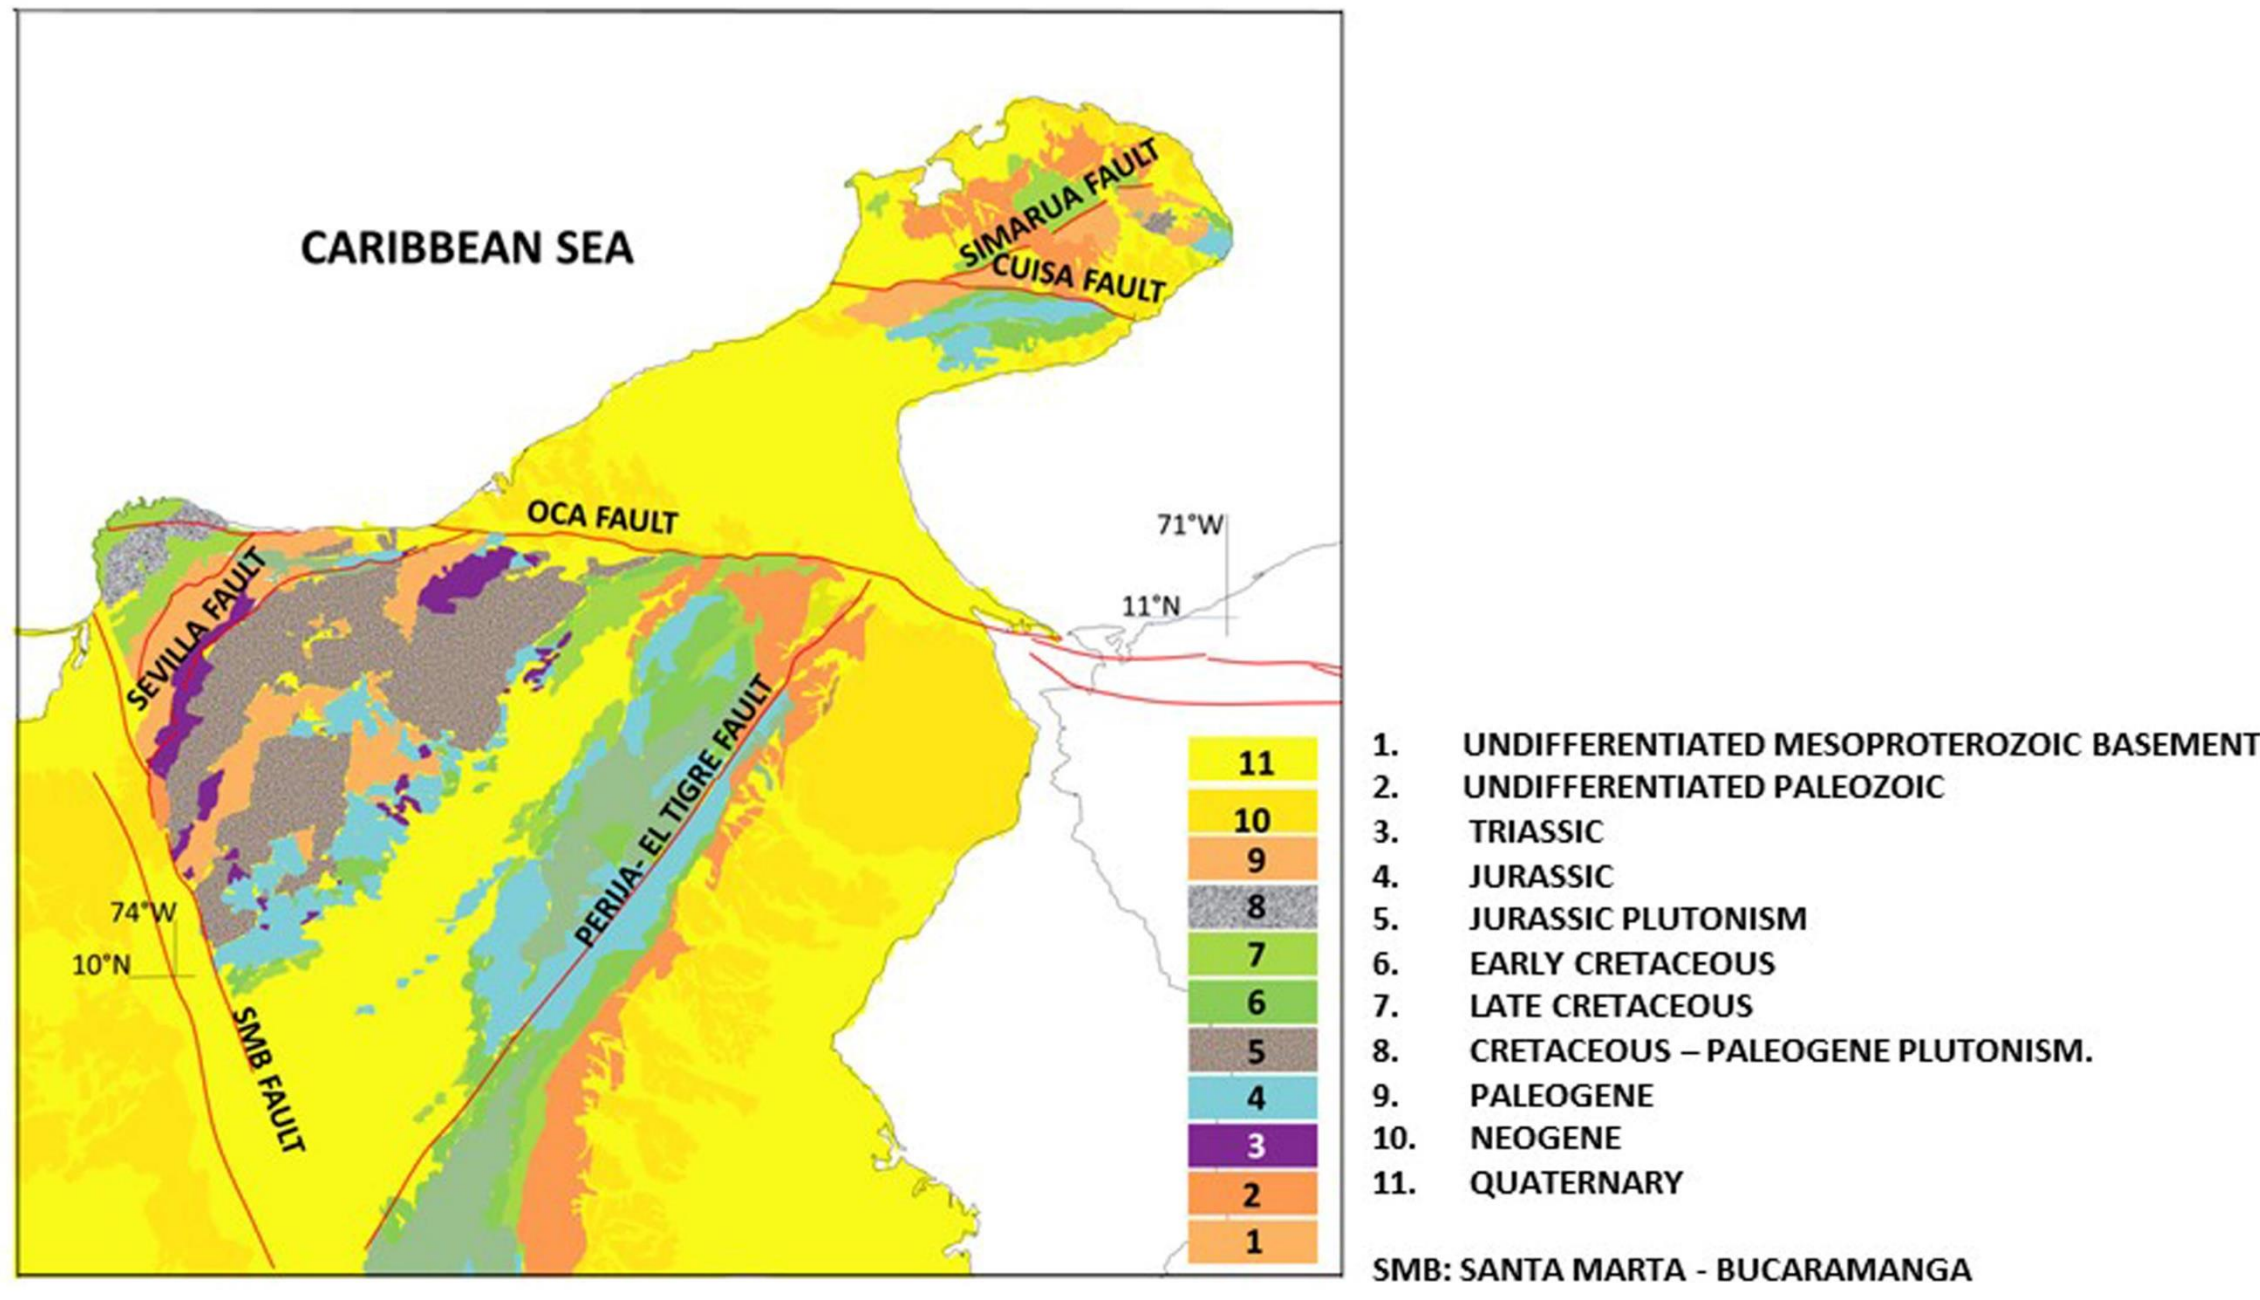 CARIBBEAN SEA
SIMARUA FAULT
CUISA FAULT
OCA FAULT
71°W
11°N
SEVILLA FAULT
PERIJA- EL TIGRE FAULT
74°W
10°N
SMB FAULT
11
10
9
8
7
6
5
4
3
2
1
1. UNDIFFERENTIATED MESOPROTEROZOIC BASEMENT
2. UNDIFFERENTIATED PALEOZOIC
3. TRIASSIC
4. JURASSIC
5. JURASSIC PLUTONISM
6. EARLY CRETACEOUS
7. LATE CRETACEOUS
8. CRETACEOUS – PALEOGENE PLUTONISM.
9. PALEOGENE
10. NEOGENE
11. QUATERNARY
SMB: SANTA MARTA - BUCARAMANGA